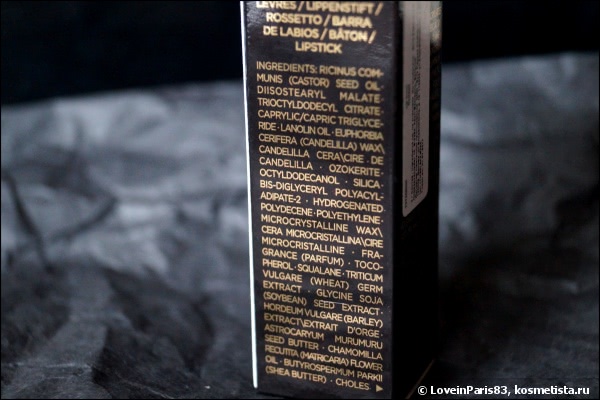 LÈVRES / LIPPENSTIFT /
ROSSETTO / BARRA
DE LABIOS / BÂTON /
LIPSTICK
INGREDIENTS: RICINUS COM-
MUNIS (CASTOR) SEED OIL·
DIISOSTEARYL MALATE·
TRIOCTYLDODECYL CITRATE·
CAPRYLIC/CAPRIC TRIGLYCE-
RIDE · LANOLIN OIL · EUPHORBIA
CERIFERA (CANDELILLA) WAX\
CANDELILLA CERA\CIRE DE
CANDELILLA · OZOKERITE·
OCTYLDODECANOL · SILICA·
BIS-DIGLYCERYL POLYACYL-
ADIPATE-2 · HYDROGENATED
POLYDECENE · POLYETHYLENE·
MICROCRYSTALLINE WAX\
CERA MICROCRISTALLINA\CIRE
MICROCRISTALLINE · FRA-
GRANCE (PARFUM) · TOCO-
PHEROL · SQUALANE · TRITICUM
VULGARE (WHEAT) GERM
EXTRACT · GLYCINE SOJA
(SOYBEAN) SEED EXTRACT·
HORDEUM VULGARE (BARLEY)
EXTRACT\EXTRAIT D'ORGE·
ASTROCARYUM MURUMURU
SEED BUTTER · CHAMOMILLA
RECUTITA (MATRICARIA) FLOWER
OIL · BUTYROSPERMUM PARKII
(SHEA BUTTER) · CHOLES ▶
© LoveinParis83, kosmetista.ru